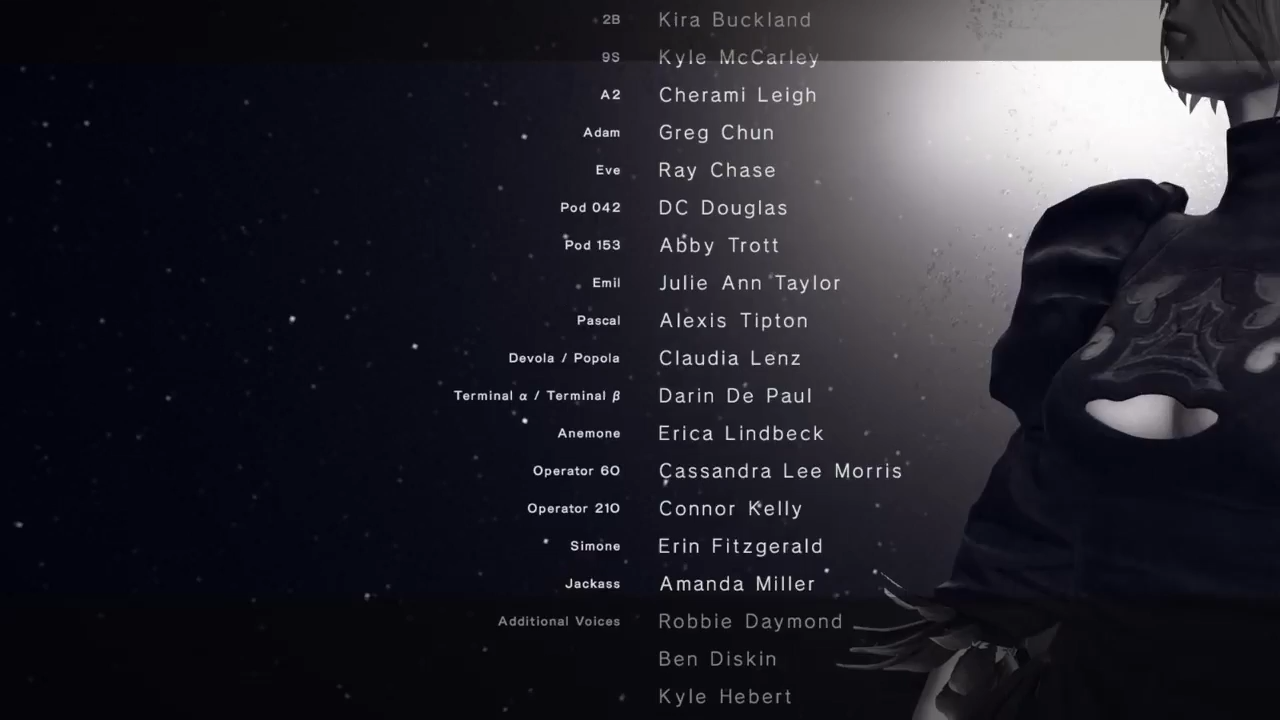 2B Kira Buckland
9S Kyle McCarley
A2 Cherami Leigh
Adam Greg Chun
Eve Ray Chase
Pod 042 DC Douglas
Pod 153 Abby Trott
Emil Julie Ann Taylor
Pascal Alexis Tipton
Devola / Popola Claudia Lenz
Terminal α / Terminal β Darin De Paul
Anemone Erica Lindbeck
Operator 6O Cassandra Lee Morris
Operator 21O Connor Kelly
Simone Erin Fitzgerald
Jackass Amanda Miller
Additional Voices Robbie Daymond
Ben Diskin
Kyle Hebert